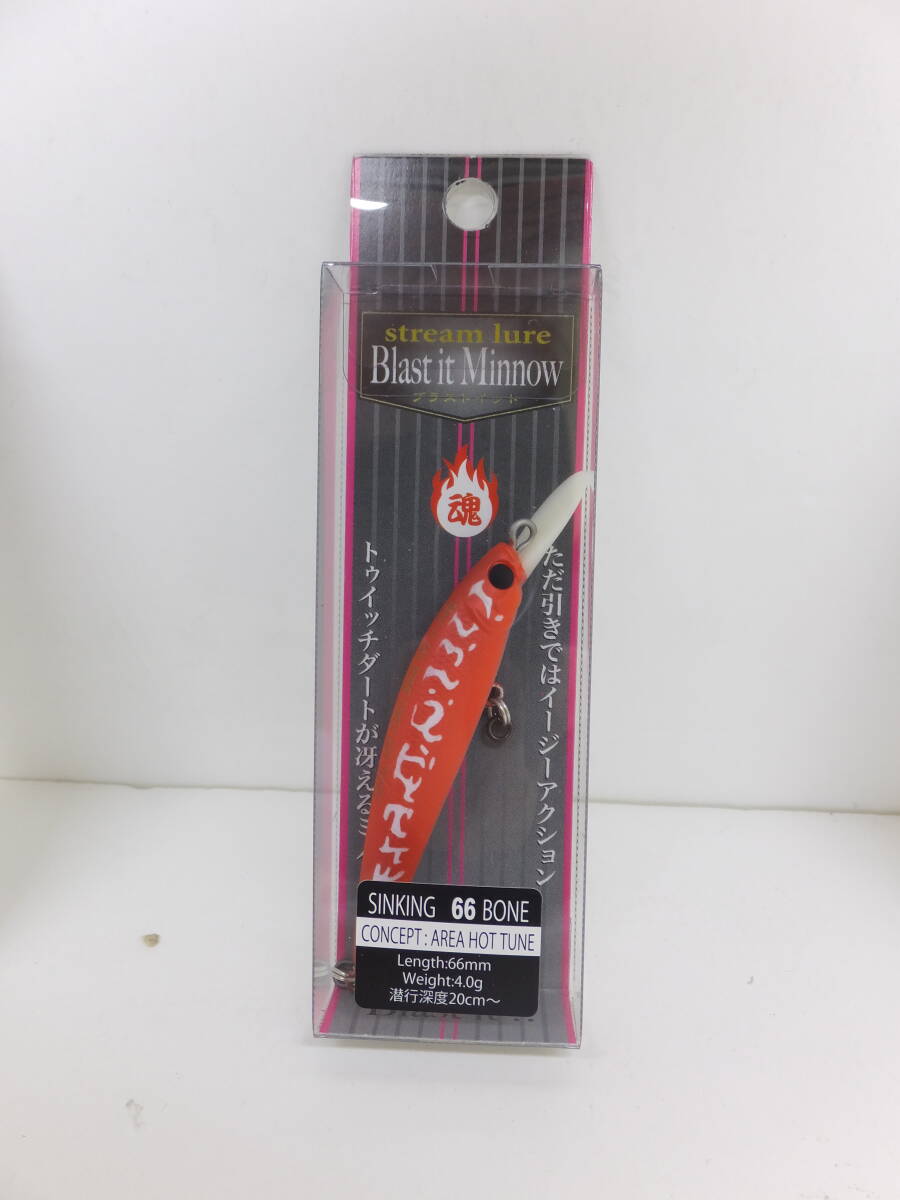 stream lure
Blast it Minnow
ブラストイット
魂
ただ引きではイージーアクション
トゥイッチダートが冴えるミノ
SINKING 66 BONE
CONCEPT : AREA HOT TUNE
Length:66mm
Weight:4.0g
潜行深度20cm～